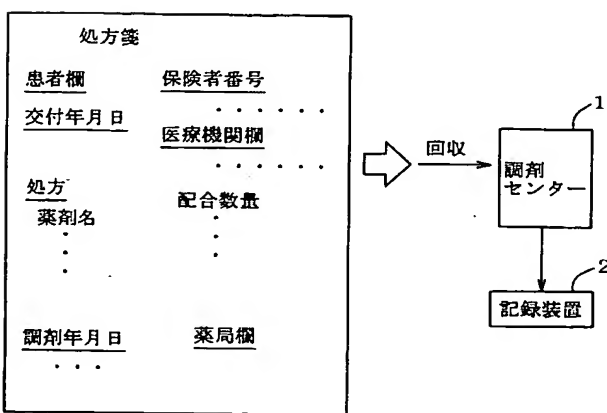 処方箋
患者欄 保険者番号
・・・・・・
交付年月日
医療機関欄
・・・・・・
処方 配合数量
薬剤名
・ ・
・ ・
・
調剤年月日 薬局欄
・・・
回収
1
調剤
センター
2
記録装置